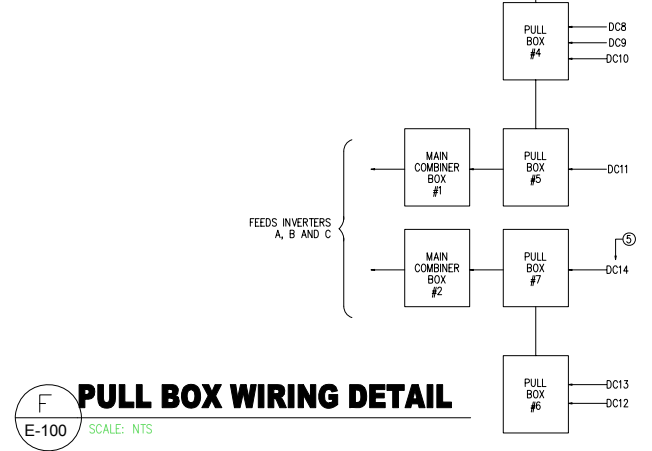 PULL
BOX
#4
DC8
DC9
DC10
MAIN
COMBINER
BOX
#1
PULL
BOX
#5
DC11
FEEDS INVERTERS
A, B AND C
MAIN
COMBINER
BOX
#2
PULL
BOX
#7
5
DC14
PULL
BOX
#6
DC13
DC12
F
E-100
PULL BOX WIRING DETAIL
SCALE: NTS